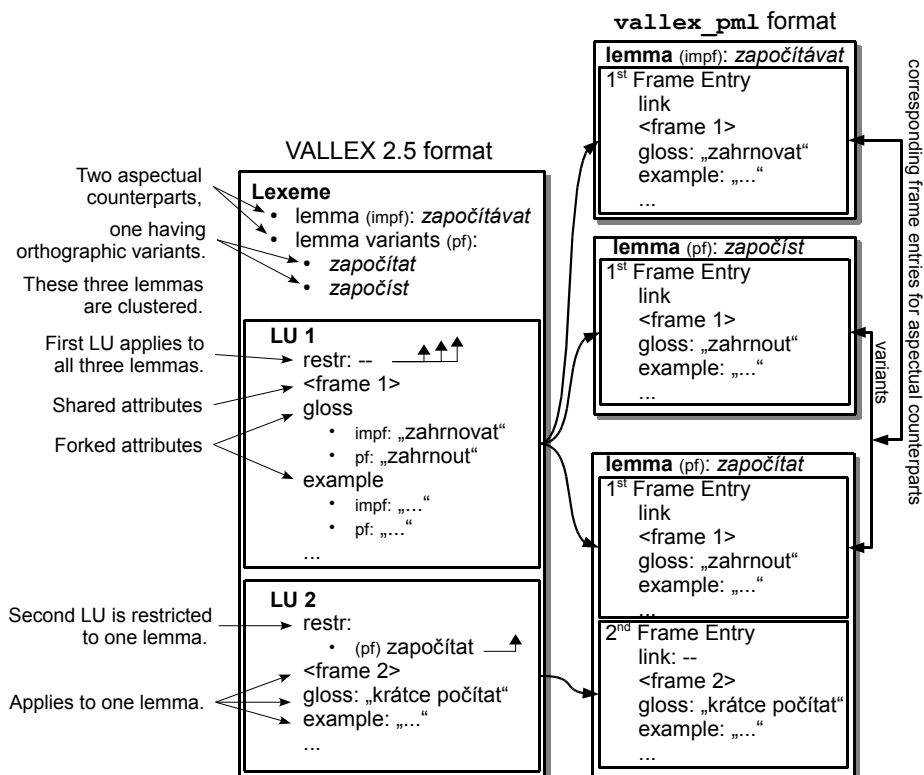 vallex_pml format
VALLEX 2.5 format
Two aspectual
counterparts,
one having
orthographic variants.
These three lemmas
are clustered.
First LU applies to
all three lemmas.
Shared attributes
Forked attributes
Second LU is restricted
to one lemma.
Applies to one lemma.
Lexeme
• lemma (impf): započítávat
• lemma variants (pf):
• započítat
• započíst
LU 1
restr: --
<frame 1>
gloss
• impf: „zahrnovat“
• pf: „zahrnout“
example
• impf: „...“
• pf: „...“
...
LU 2
restr:
• (pf) započítat
<frame 2>
gloss: „krátce počítat“
example: „...“
...
lemma (impf): započítávat
1st Frame Entry
link
<frame 1>
gloss: „zahrnovat“
example: „...“
...
lemma (pf): započíst
1st Frame Entry
link
<frame 1>
gloss: „zahrnout“
example: „...“
...
lemma (pf): započítat
1st Frame Entry
link
<frame 1>
gloss: „zahrnout“
example: „...“
...
2nd Frame Entry
link: --
<frame 2>
gloss: „krátce počítat“
example: „...“
...
variants
corresponding frame entries for aspectual counterparts